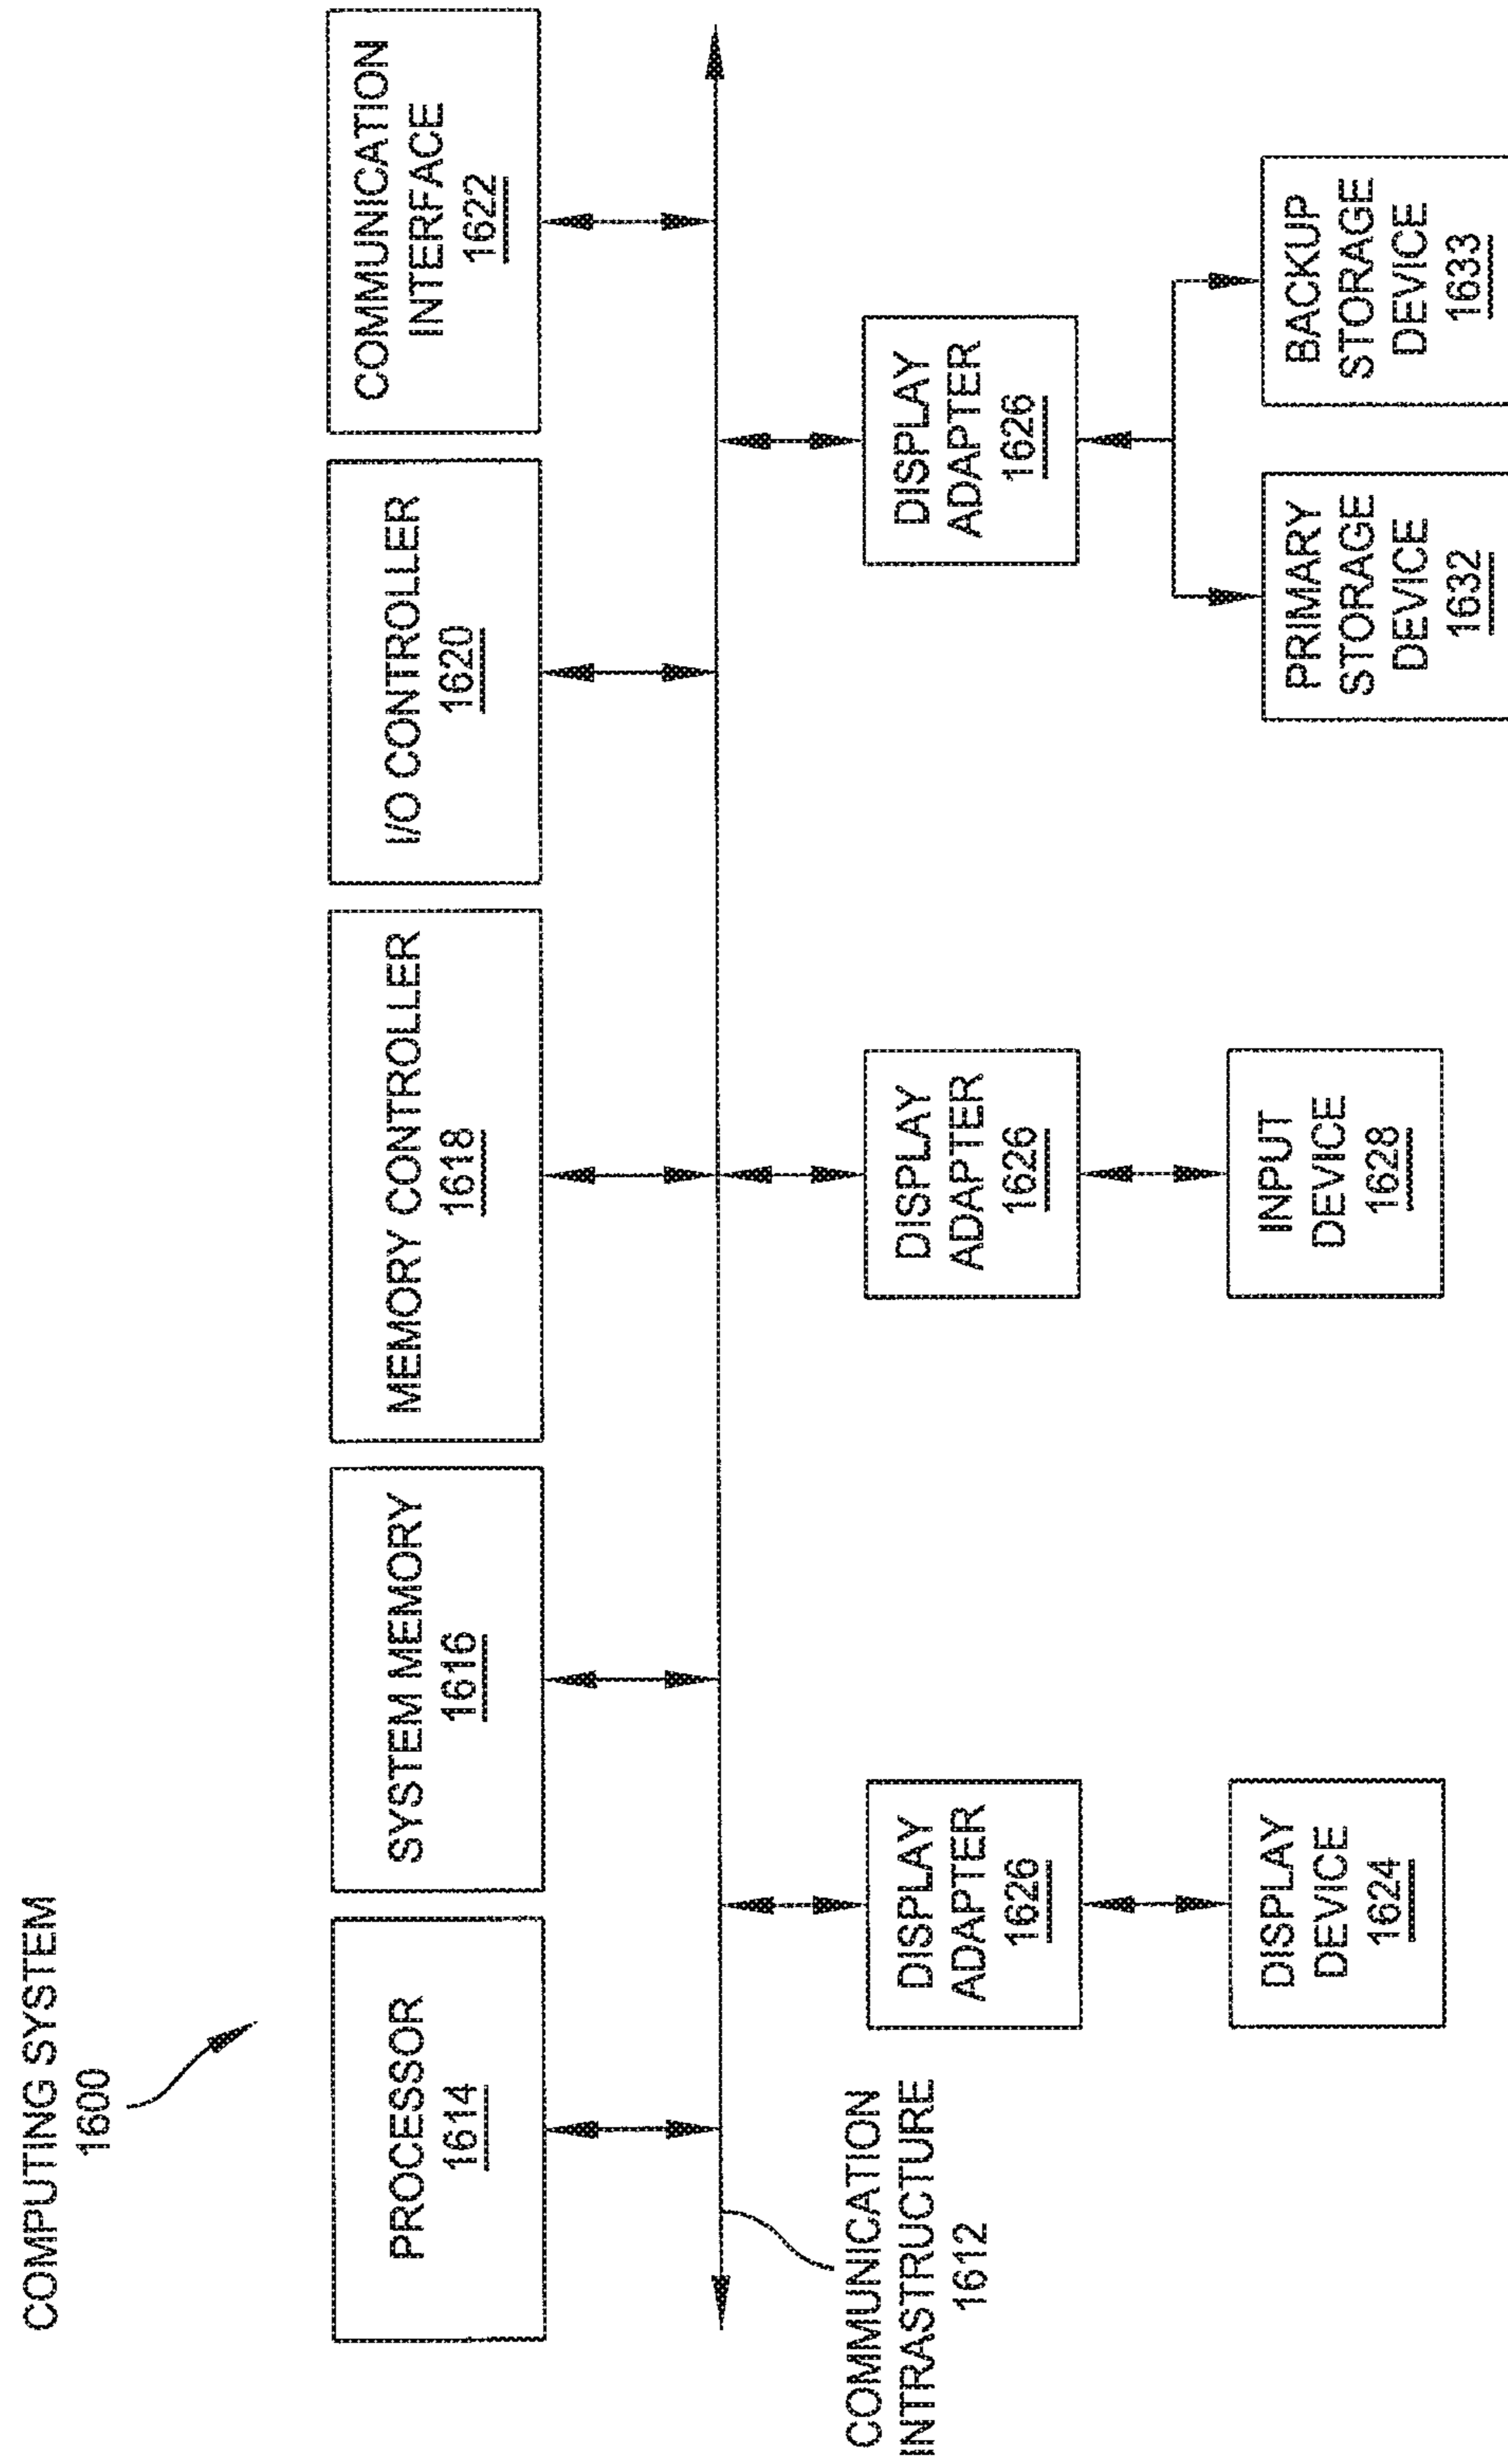 COMPUTING SYSTEM
1600
PROCESSOR
1614
SYSTEM MEMORY
1616
MEMORY CONTROLLER
1618
I/O CONTROLLER
1620
COMMUNICATION
INTERFACE
1622
COMMUNICATION
INTRASTRUCTURE
1612
DISPLAY
ADAPTER
1626
DISPLAY
ADAPTER
1626
DISPLAY
ADAPTER
1626
DISPLAY
DEVICE
1624
INPUT
DEVICE
1628
PRIMARY
STORAGE
DEVICE
1632
BACKUP
STORAGE
DEVICE
1633